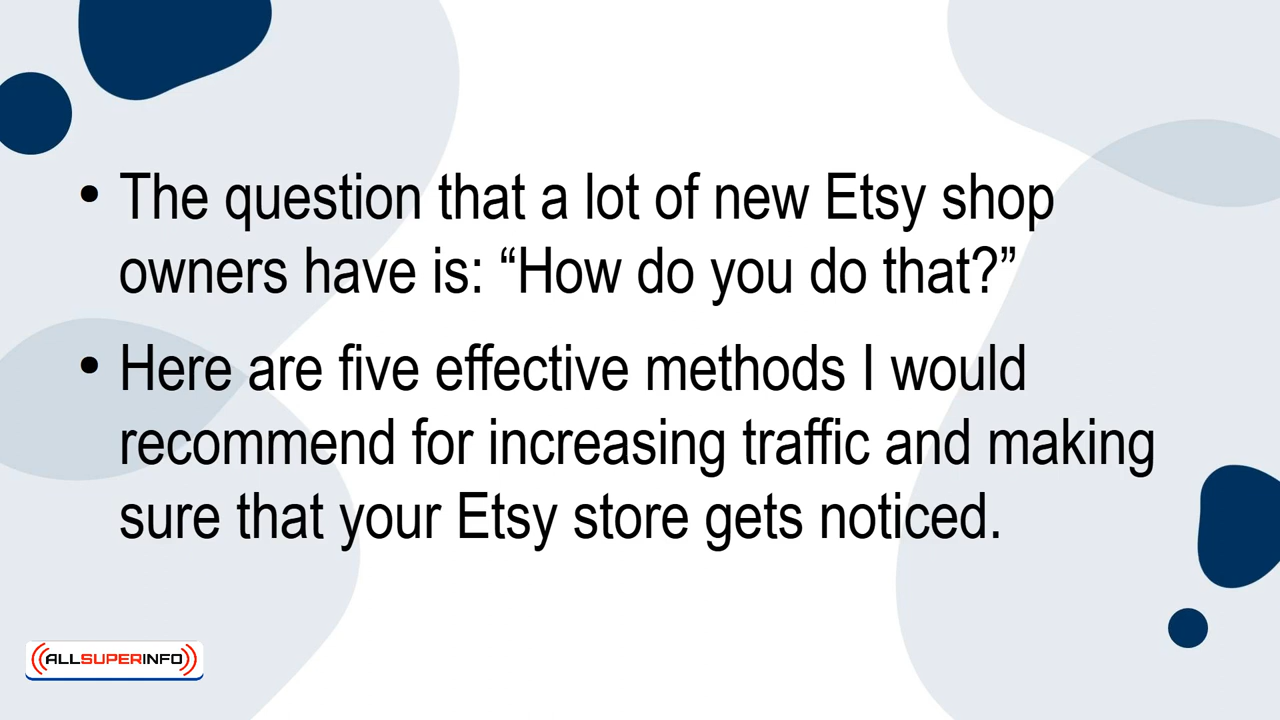 • The question that a lot of new Etsy shop
owners have is: “How do you do that?”
• Here are five effective methods I would
recommend for increasing traffic and making
sure that your Etsy store gets noticed.
ALLSUPERINFO